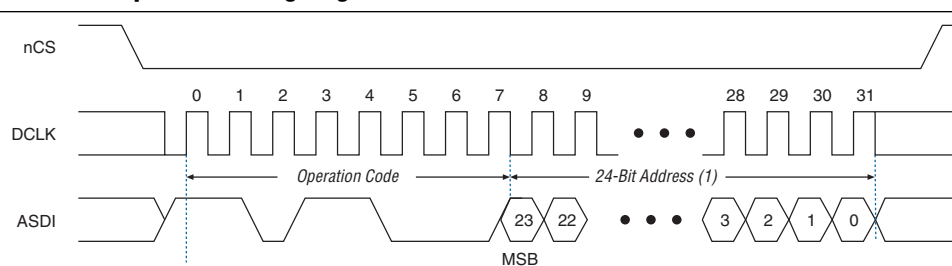 nCS
0 1 2 3 4 5 6 7 8 9 28 29 30 31
DCLK
Operation Code 24-Bit Address (1)
ASDI 23 22 3 2 1 0
MSB